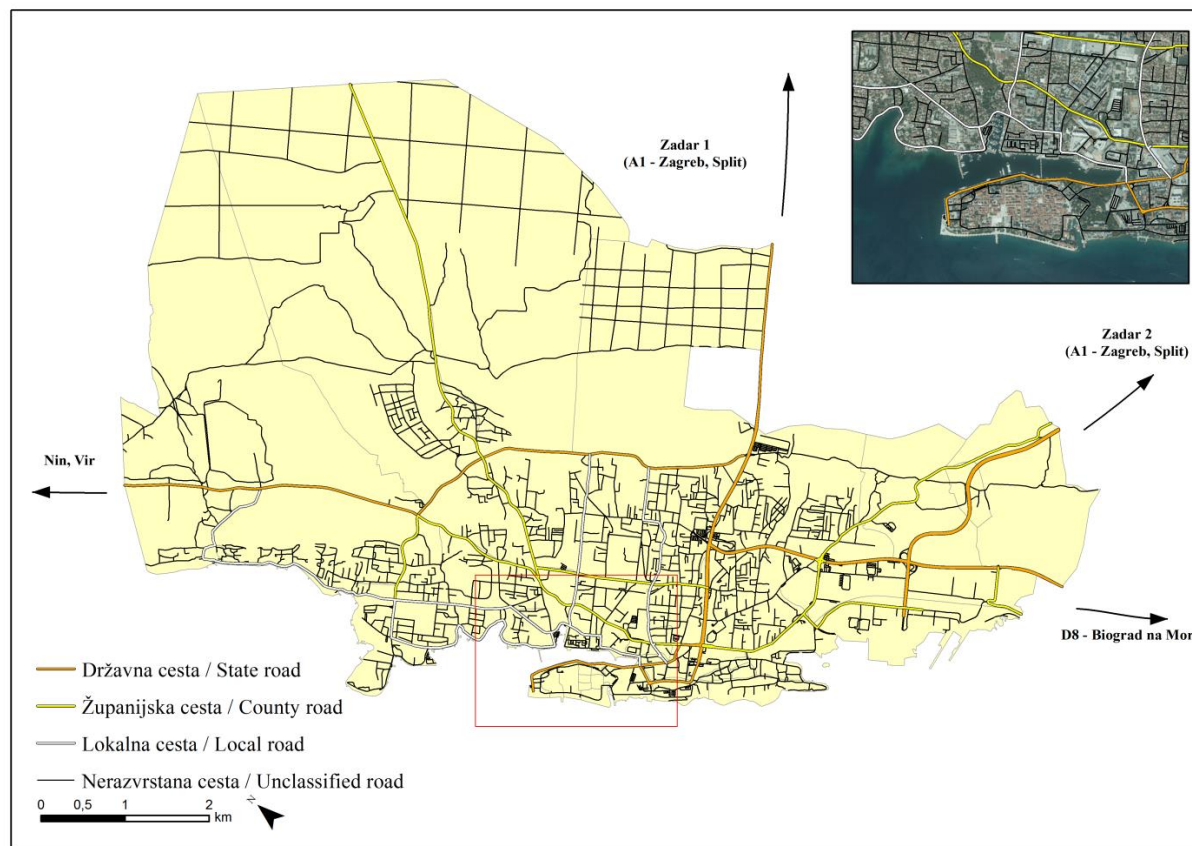 Zadar 1
(A1 - Zagreb, Split)
Zadar 2
(A1 - Zagreb, Split)
Nin, Vir
D8 - Biograd na Mor
Državna cesta / State road
Županijska cesta / County road
Lokalna cesta / Local road
Nerazvrstana cesta / Unclassified road
0 0,5 1 2
km
N